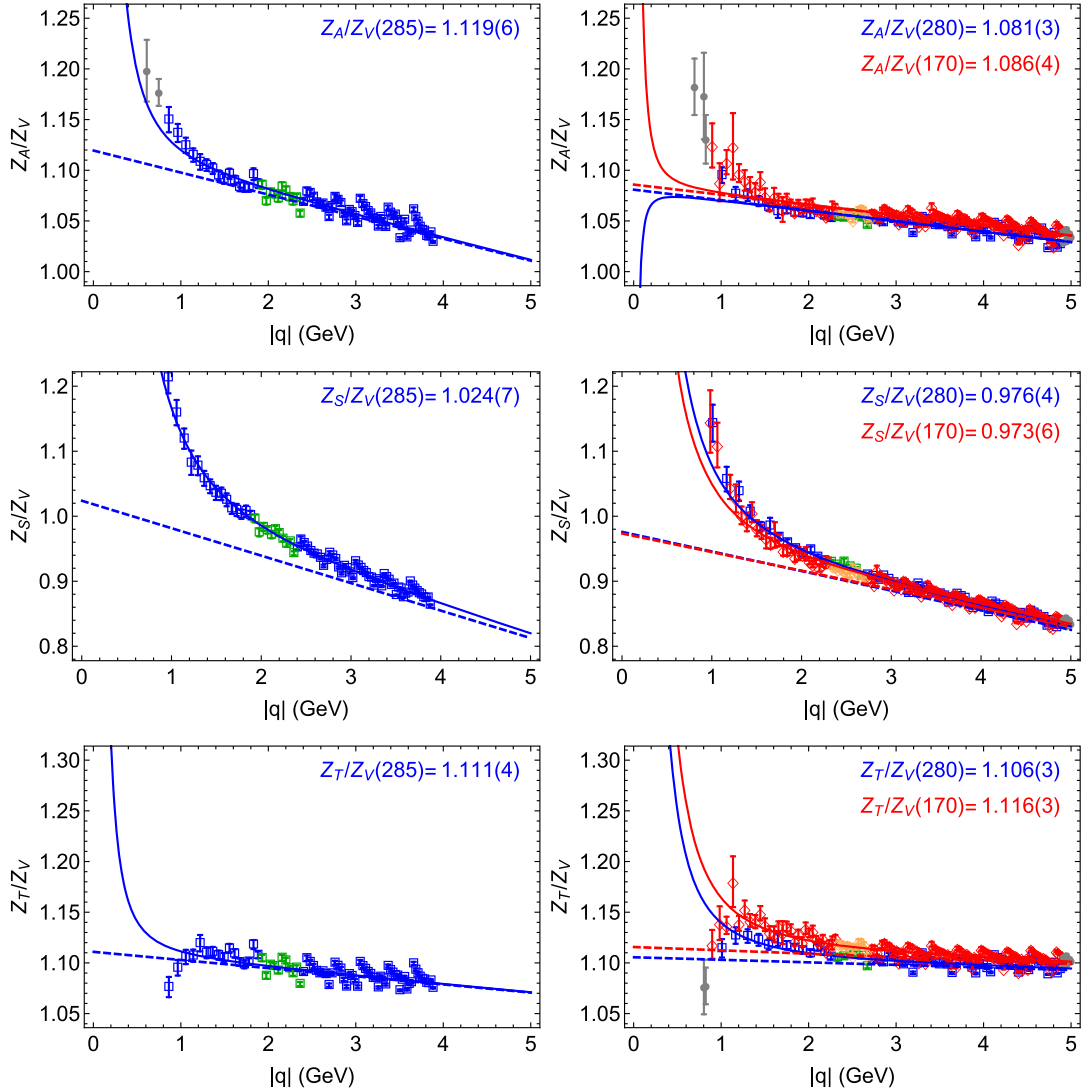 Z_A/Z_V(285)= 1.119(6)
1.25
1.20
1.15
1.10
1.05
1.00
Z_A/Z_V
0 1 2 3 4 5
|q| (GeV)
Z_A/Z_V(280)= 1.081(3)
Z_A/Z_V(170)= 1.086(4)
1.25
1.20
1.15
1.10
1.05
1.00
Z_A/Z_V
0 1 2 3 4 5
|q| (GeV)
Z_S/Z_V(285)= 1.024(7)
1.2
1.1
1.0
0.9
0.8
Z_S/Z_V
0 1 2 3 4 5
|q| (GeV)
Z_S/Z_V(280)= 0.976(4)
Z_S/Z_V(170)= 0.973(6)
1.2
1.1
1.0
0.9
0.8
Z_S/Z_V
0 1 2 3 4 5
|q| (GeV)
Z_T/Z_V(285)= 1.111(4)
1.30
1.25
1.20
1.15
1.10
1.05
Z_T/Z_V
0 1 2 3 4 5
|q| (GeV)
Z_T/Z_V(280)= 1.106(3)
Z_T/Z_V(170)= 1.116(3)
1.30
1.25
1.20
1.15
1.10
1.05
Z_T/Z_V
0 1 2 3 4 5
|q| (GeV)